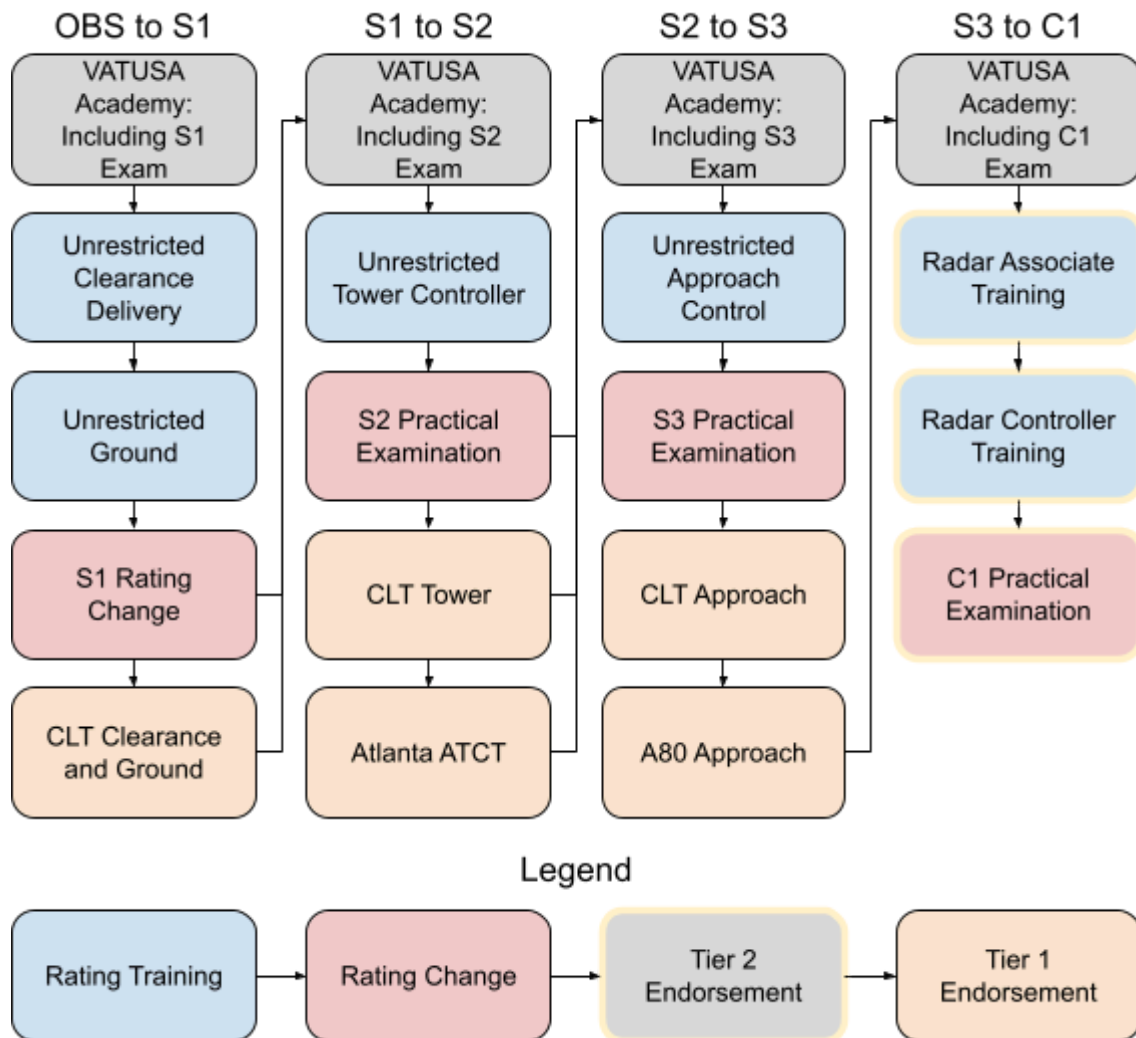 OBS to S1
S1 to S2
S2 to S3
S3 to C1
VATUSA
Academy:
Including S1
Exam
VATUSA
Academy:
Including S2
Exam
VATUSA
Academy:
Including S3
Exam
VATUSA
Academy:
Including C1
Exam
Unrestricted
Clearance
Delivery
Unrestricted
Tower Controller
Unrestricted
Approach
Control
Radar Associate
Training
Unrestricted
Ground
S2 Practical
Examination
S3 Practical
Examination
Radar Controller
Training
S1 Rating
Change
CLT Tower
CLT Approach
C1 Practical
Examination
CLT Clearance
and Ground
Atlanta ATCT
A80 Approach
Legend
Rating Training
Rating Change
Tier 2
Endorsement
Tier 1
Endorsement